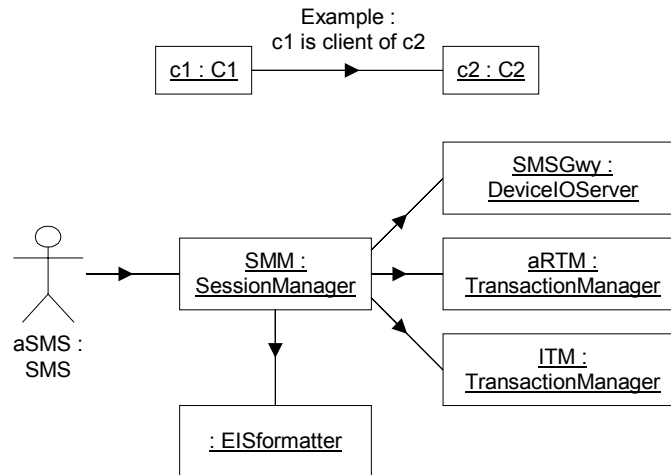 Example :
c1 is client of c2
c1 : C1
c2 : C2
SMSGwy :
DeviceIOServer
SMM :
SessionManager
aRTM :
TransactionManager
aSMS :
SMS
ITM :
TransactionManager
: EISformatter